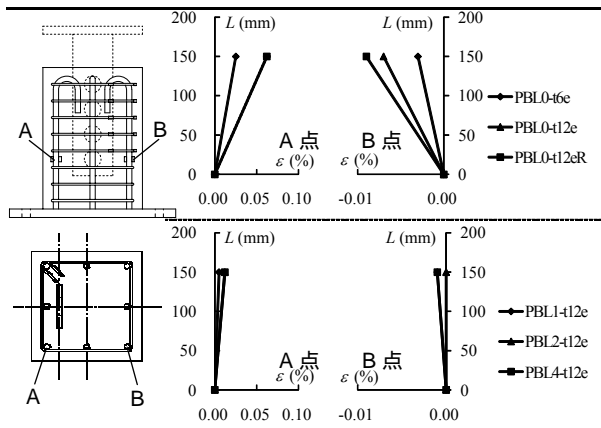 200
L (mm)
150
100
50
A 点
0
ε (%)
0.00
0.05
0.10
200
L (mm)
150
100
50
B 点
0
ε (%)
-0.01
0.00
PBL0-t6e
PBL0-t12e
PBL0-t12eR
A
B
200
L (mm)
150
100
50
A 点
0
ε (%)
0.00
0.05
0.10
200
L (mm)
150
100
50
B 点
0
ε (%)
-0.01
0.00
PBL1-t12e
PBL2-t12e
PBL4-t12e
A
B